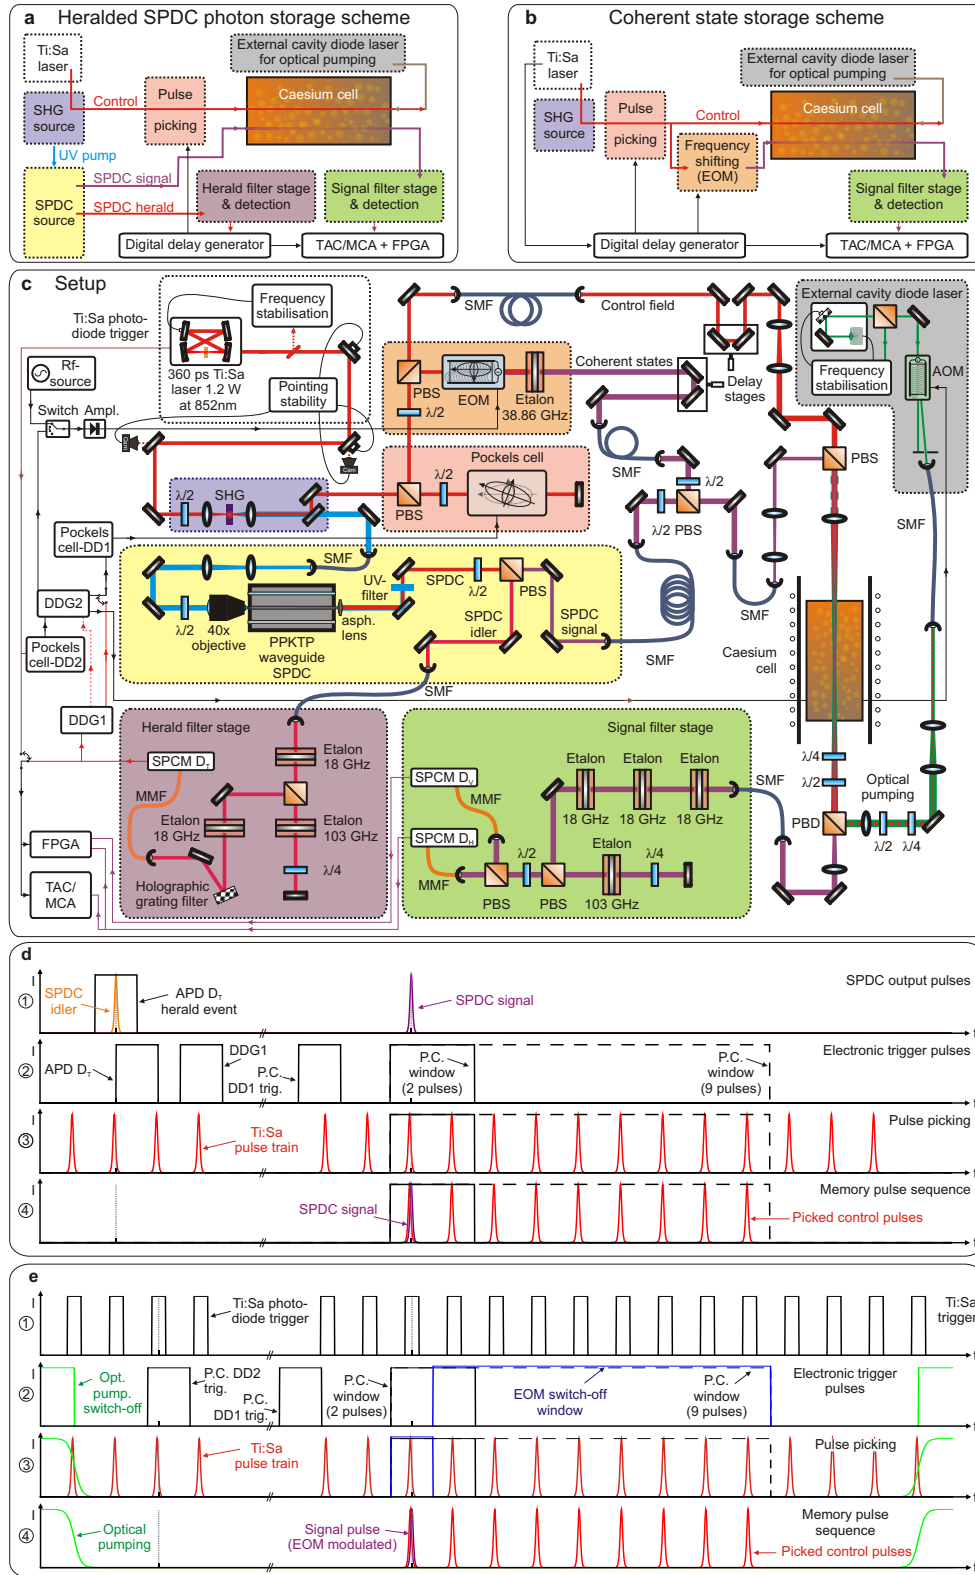 a Heralded SPDC photon storage scheme
Ti:Sa
laser
External cavity diode laser
for optical pumping
Control
Pulse
picking
Caesium cell
SHG
source
UV pump
SPDC signal
SPDC
source
SPDC herald
Herald filter stage
& detection
Signal filter stage
& detection
Digital delay generator
TAC/MCA + FPGA
b Coherent state storage scheme
Ti:Sa
laser
External cavity diode laser
for optical pumping
SHG
source
Pulse
picking
Control
Caesium cell
Frequency
shifting
(EOM)
Signal filter stage
& detection
Digital delay generator
TAC/MCA + FPGA
c Setup
Ti:Sa photo-
diode trigger
Frequency
stabilisation
360 ps Ti:Sa
laser 1.2 W
at 852nm
Pointing
stability
Rf-
source
Switch Ampl.
Cam
SMF
Control field
PBS
λ/2
EOM
Etalon
38.86 GHz
Coherent states
Delay
stages
External cavity diode laser
Frequency
stabilisation
AOM
λ/2
SHG
PBS
λ/2
Pockels cell
SMF
λ/2
λ/2 PBS
PBS
SMF
Pockels
cell-DD1
DDG2
Pockels
cell-DD2
DDG1
SMF
UV-
filter
SPDC
λ/2
PBS
λ/2
40x
objective
PPKTP
waveguide
SPDC
asph.
lens
SPDC
idler
SPDC
signal
SMF
SMF
SMF
Caesium
cell
Herald filter stage
SPCM DT
MMF
Etalon
18 GHz
Etalon
18 GHz
Etalon
103 GHz
λ/4
Holographic
grating filter
FPGA
TAC/
MCA
Signal filter stage
SPCM DV
MMF
SPCM DH
MMF
Etalon
18 GHz
Etalon
18 GHz
Etalon
18 GHz
λ/2
PBS
PBS
Etalon
103 GHz
λ/4
SMF
λ/4
λ/2
PBD
Optical
pumping
λ/2
λ/4
d
① I
SPDC
idler
APD DT
herald event
SPDC signal
SPDC output pulses
t
② I
APD DT
DDG1
P.C.
DD1 trig.
P.C.
window
(2 pulses)
P.C.
window
(9 pulses)
Electronic trigger pulses
t
③ I
Ti:Sa
pulse train
Pulse picking
t
④ I
SPDC signal
Memory pulse sequence
Picked control pulses
t
e
① I
Ti:Sa photo-
diode trigger
Ti:Sa
trigger
t
② I
Opt.
pump.
switch-off
P.C. DD2
trig.
P.C.
DD1 trig.
P.C.
window
(2 pulses)
EOM switch-off
window
P.C.
window
(9 pulses)
Electronic trigger
pulses
t
③ I
Ti:Sa
pulse train
Pulse picking
t
④ I
Optical
pumping
Signal pulse
(EOM modulated)
Memory pulse
sequence
Picked control pulses
t